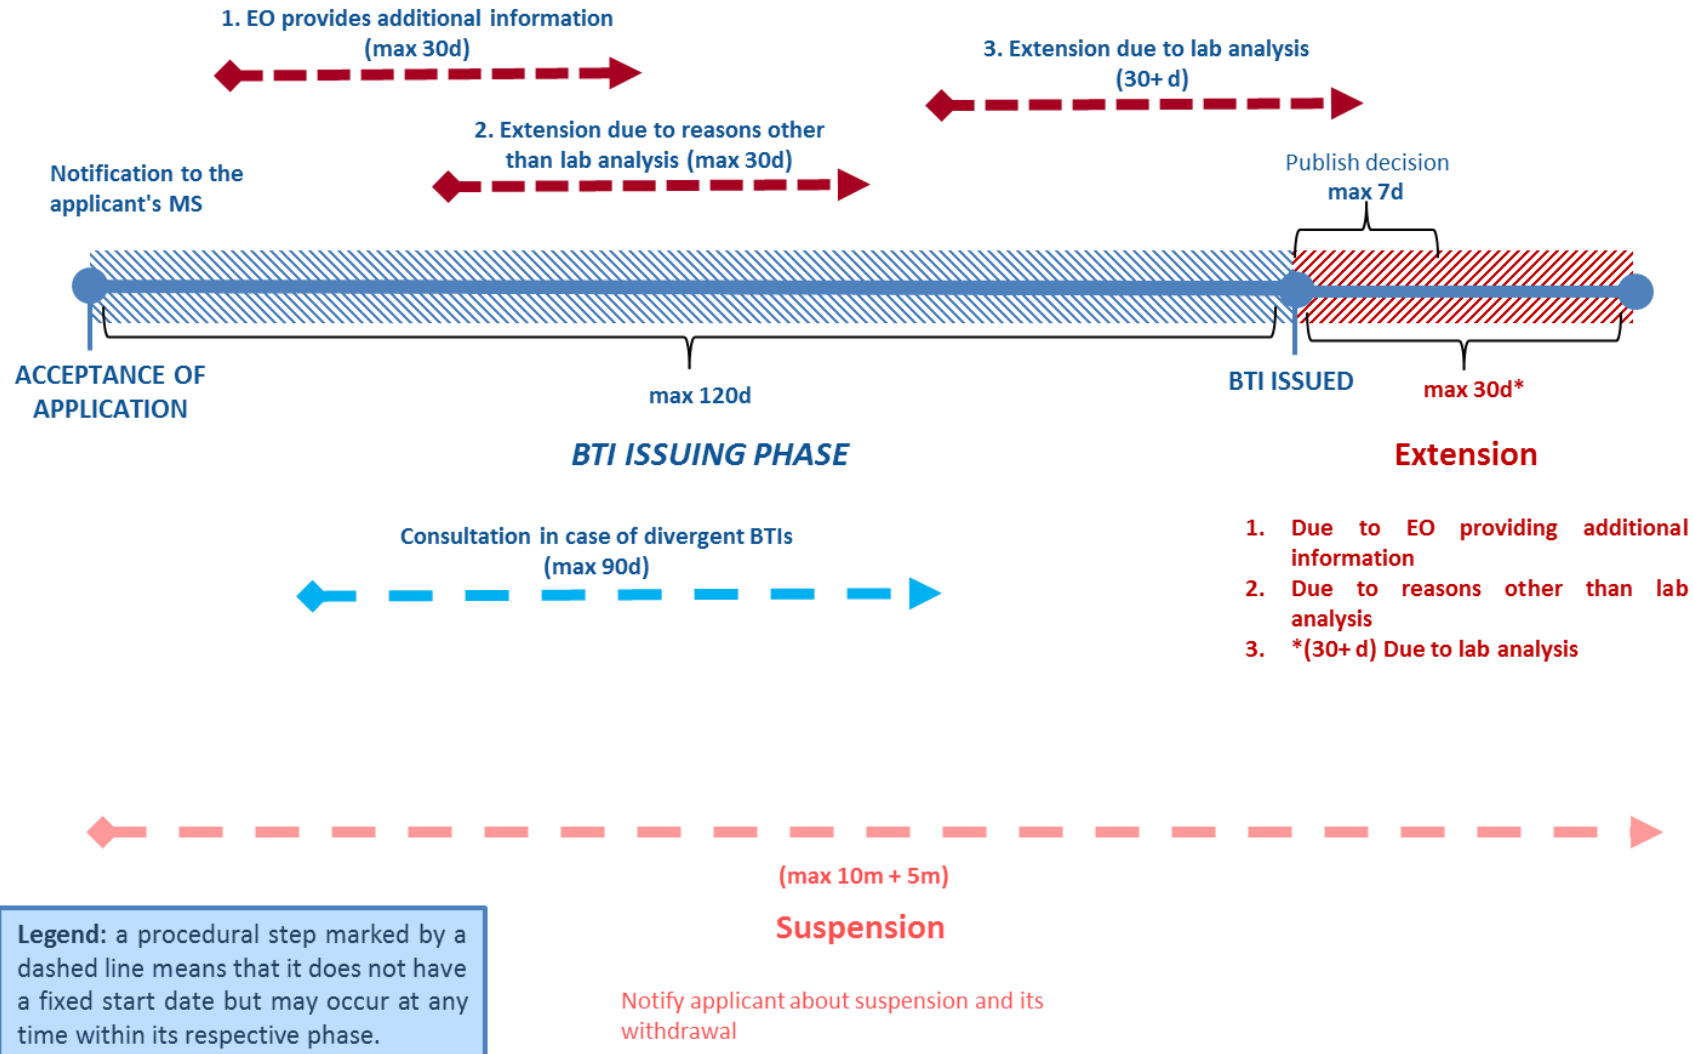 1. EO provides additional information
(max 30d)
3. Extension due to lab analysis
(30+ d)
2. Extension due to reasons other
than lab analysis (max 30d)
Notification to the
applicant's MS
Publish decision
max 7d
ACCEPTANCE OF
APPLICATION
max 120d
BTI ISSUED
max 30d*
BTI ISSUING PHASE
Extension
Consultation in case of divergent BTIs
(max 90d)
1. Due to EO providing additional
information
2. Due to reasons other than lab
analysis
3. *(30+ d) Due to lab analysis
(max 10m + 5m)
Suspension
Notify applicant about suspension and its
withdrawal
Legend: a procedural step marked by a
dashed line means that it does not have
a fixed start date but may occur at any
time within its respective phase.